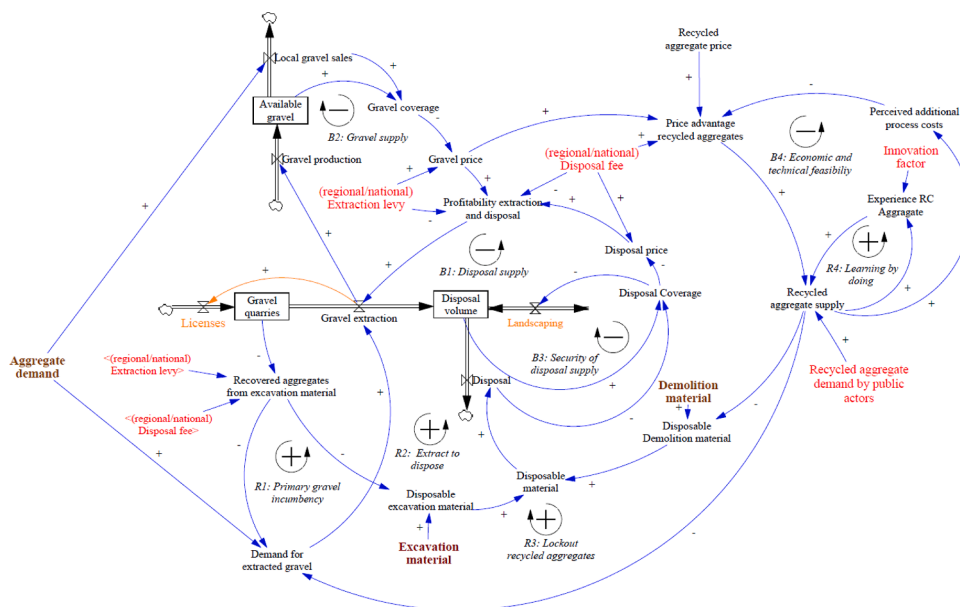 Recycled
aggregate price
Local gravel sales
Available
gravel
Gravel coverage
B2: Gravel supply
Price advantage
recycled aggregates
Perceived additional
process costs
B4: Economic and
technical feasibiliy
Innovation
factor
Gravel production
Gravel price
(regional/national)
Disposal fee
(regional/national)
Extraction levy
Profitability extraction
and disposal
Experience RC
Aggregate
R4: Learning by
doing
Disposal price
B1: Disposal supply
Disposal Coverage
Recycled
aggregate supply
Gravel
quarries
Disposal
volume
Licenses
Gravel extraction
Landscaping
B3: Security of
disposal supply
Aggregate
demand
<(regional/national)
Extraction levy>
Recovered aggregates
from excavation material
Disposal
Demolition
material
Recycled aggregate
demand by public
actors
<(regional/national)
Disposal fee>
Disposable
Demolition material
R2: Extract to
dispose
R1: Primary gravel
incumbency
Disposable
material
Disposable
excavation material
R3: Lockout
recycled aggregates
Excavation
material
Demand for
extracted gravel